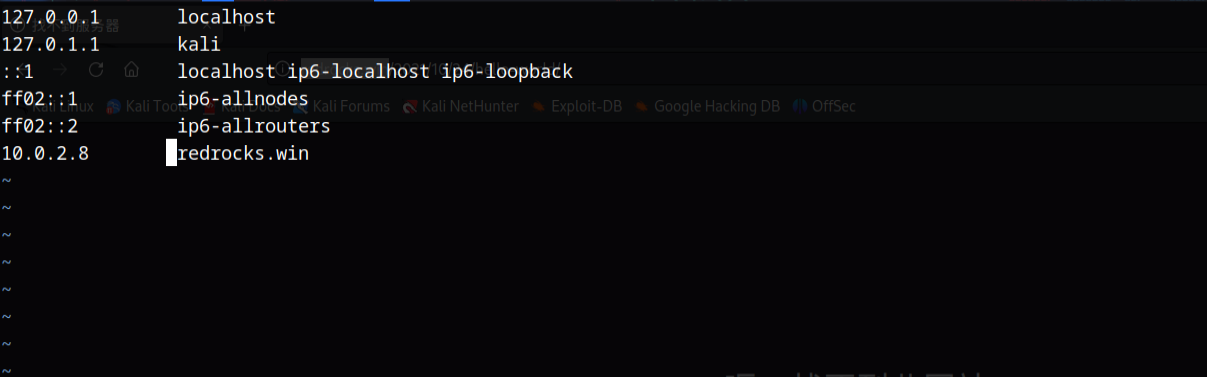 127.0.0.1 localhost
127.0.1.1 kali
::1 localhost ip6-localhost ip6-loopback
ff02::1 ip6-allnodes
Kali Linux Kali Tools Kali Docs Kali Forums Kali NetHunter Exploit-DB Google Hacking DB OffSec
ff02::2 ip6-allrouters
10.0.2.8 redrocks.win
~
~
~
~
~
~
~
~